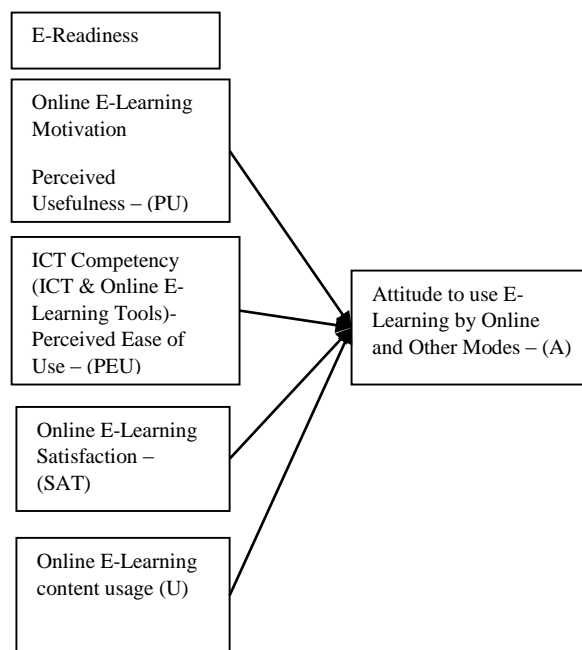 E-Readiness
Online E-Learning
Motivation
Perceived
Usefulness – (PU)
ICT Competency
(ICT & Online E-
Learning Tools)-
Perceived Ease of
Use – (PEU)
Attitude to use E-
Learning by Online
and Other Modes – (A)
Online E-Learning
Satisfaction –
(SAT)
Online E-Learning
content usage (U)